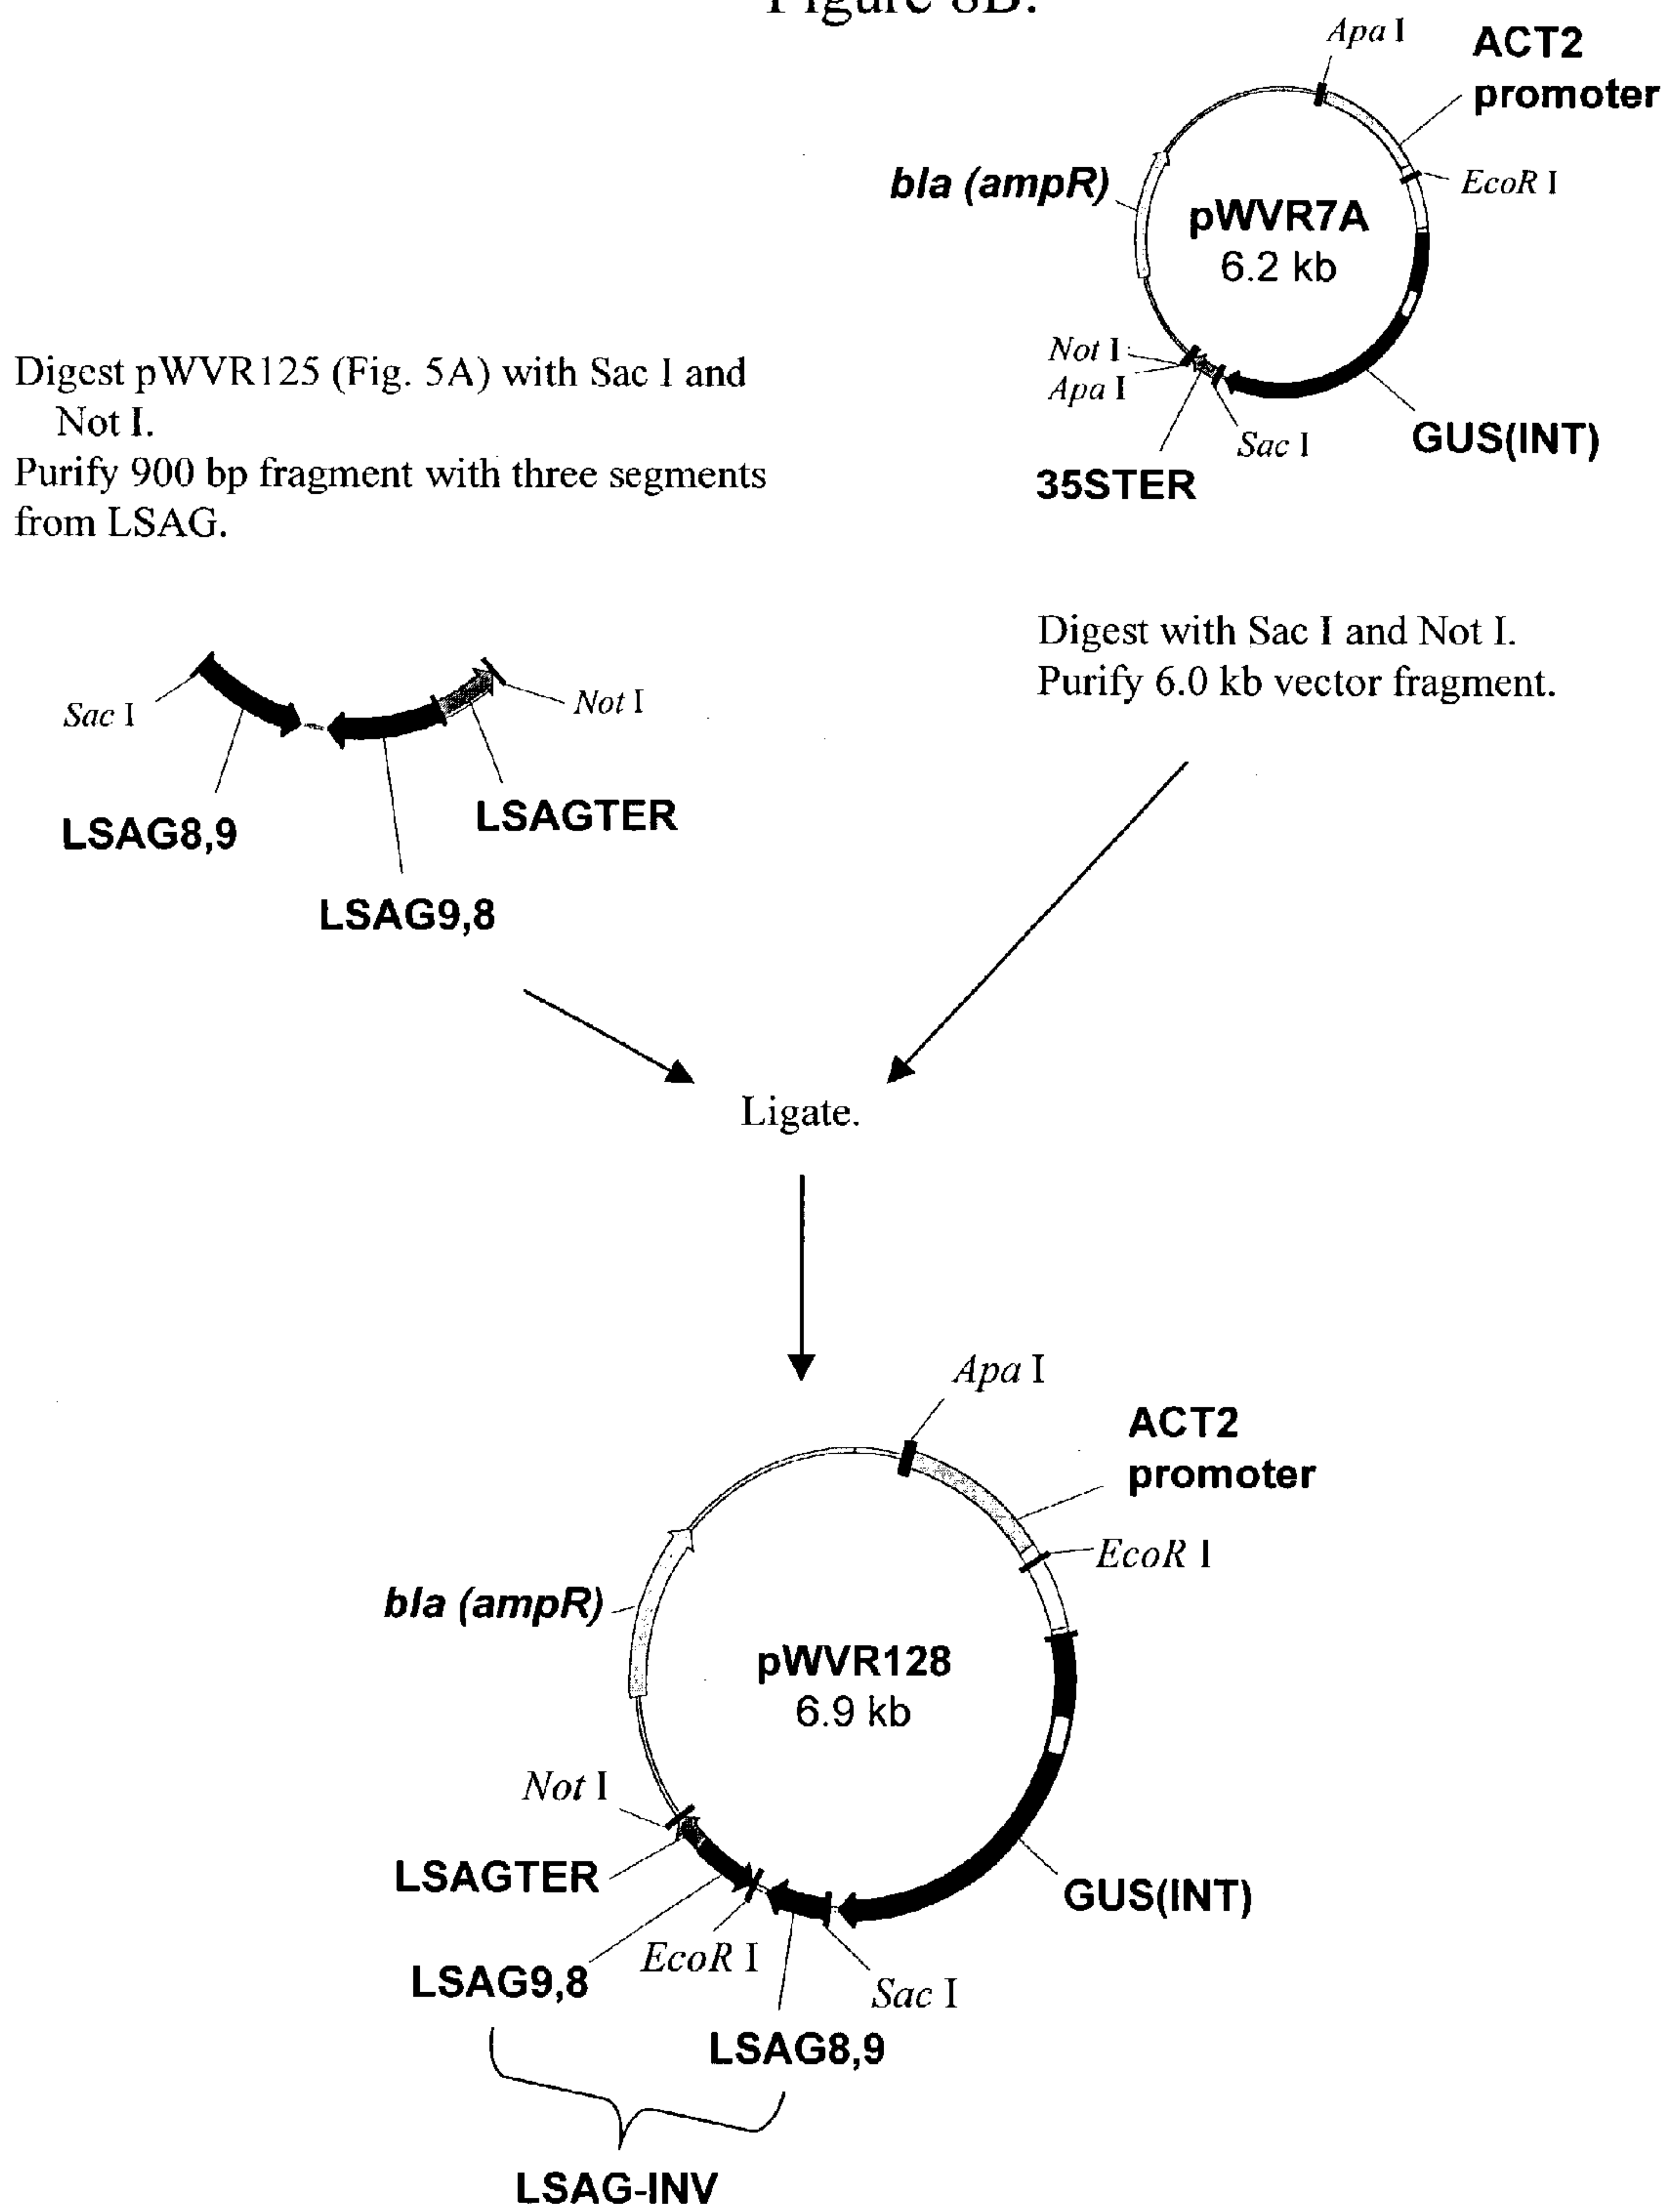 Figure 8B.
Apa I
ACT2
promoter
bla (ampR)
EcoR I
pWVR7A
6.2 kb
Not I
Apa I
Sac I
GUS(INT)
35STER
Digest pWVR125 (Fig. 5A) with Sac I and
Not I.
Purify 900 bp fragment with three segments
from LSAG.
Digest with Sac I and Not I.
Purify 6.0 kb vector fragment.
Sac I
Not I
LSAG8,9
LSAGTER
LSAG9,8
Ligate.
Apa I
ACT2
promoter
EcoR I
bla (ampR)
pWVR128
6.9 kb
Not I
LSAGTER
GUS(INT)
EcoR I
LSAG9,8
Sac I
LSAG8,9
LSAG-INV